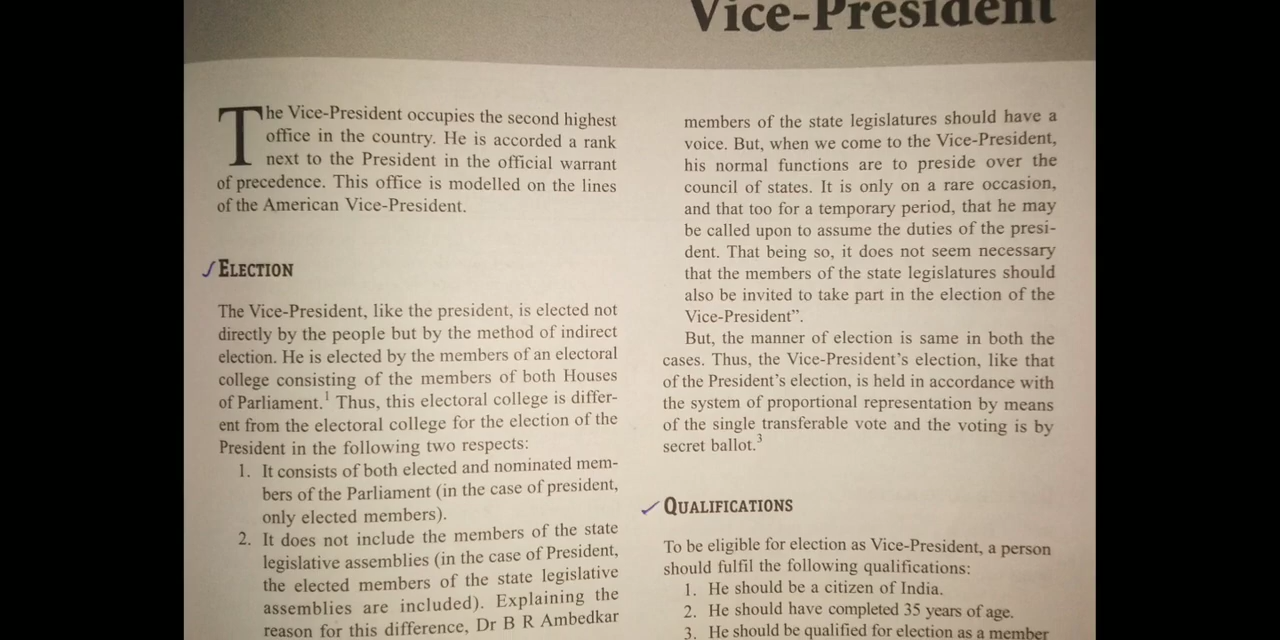 Vice-President
The Vice-President occupies the second highest
office in the country. He is accorded a rank
next to the President in the official warrant
of precedence. This office is modelled on the lines
of the American Vice-President.
ELECTION
The Vice-President, like the president, is elected not
directly by the people but by the method of indirect
election. He is elected by the members of an electoral
college consisting of the members of both Houses
of Parliament.1 Thus, this electoral college is differ-
ent from the electoral college for the election of the
President in the following two respects:
1. It consists of both elected and nominated mem-
bers of the Parliament (in the case of president,
only elected members).
2. It does not include the members of the state
legislative assemblies (in the case of President,
the elected members of the state legislative
assemblies are included). Explaining the
reason for this difference, Dr B R Ambedkar
members of the state legislatures should have a
voice. But, when we come to the Vice-President,
his normal functions are to preside over the
council of states. It is only on a rare occasion,
and that too for a temporary period, that he may
be called upon to assume the duties of the presi-
dent. That being so, it does not seem necessary
that the members of the state legislatures should
also be invited to take part in the election of the
Vice-President”.
But, the manner of election is same in both the
cases. Thus, the Vice-President’s election, like that
of the President’s election, is held in accordance with
the system of proportional representation by means
of the single transferable vote and the voting is by
secret ballot.3
QUALIFICATIONS
To be eligible for election as Vice-President, a person
should fulfil the following qualifications:
1. He should be a citizen of India.
2. He should have completed 35 years of age.
3. He should be qualified for election as a member